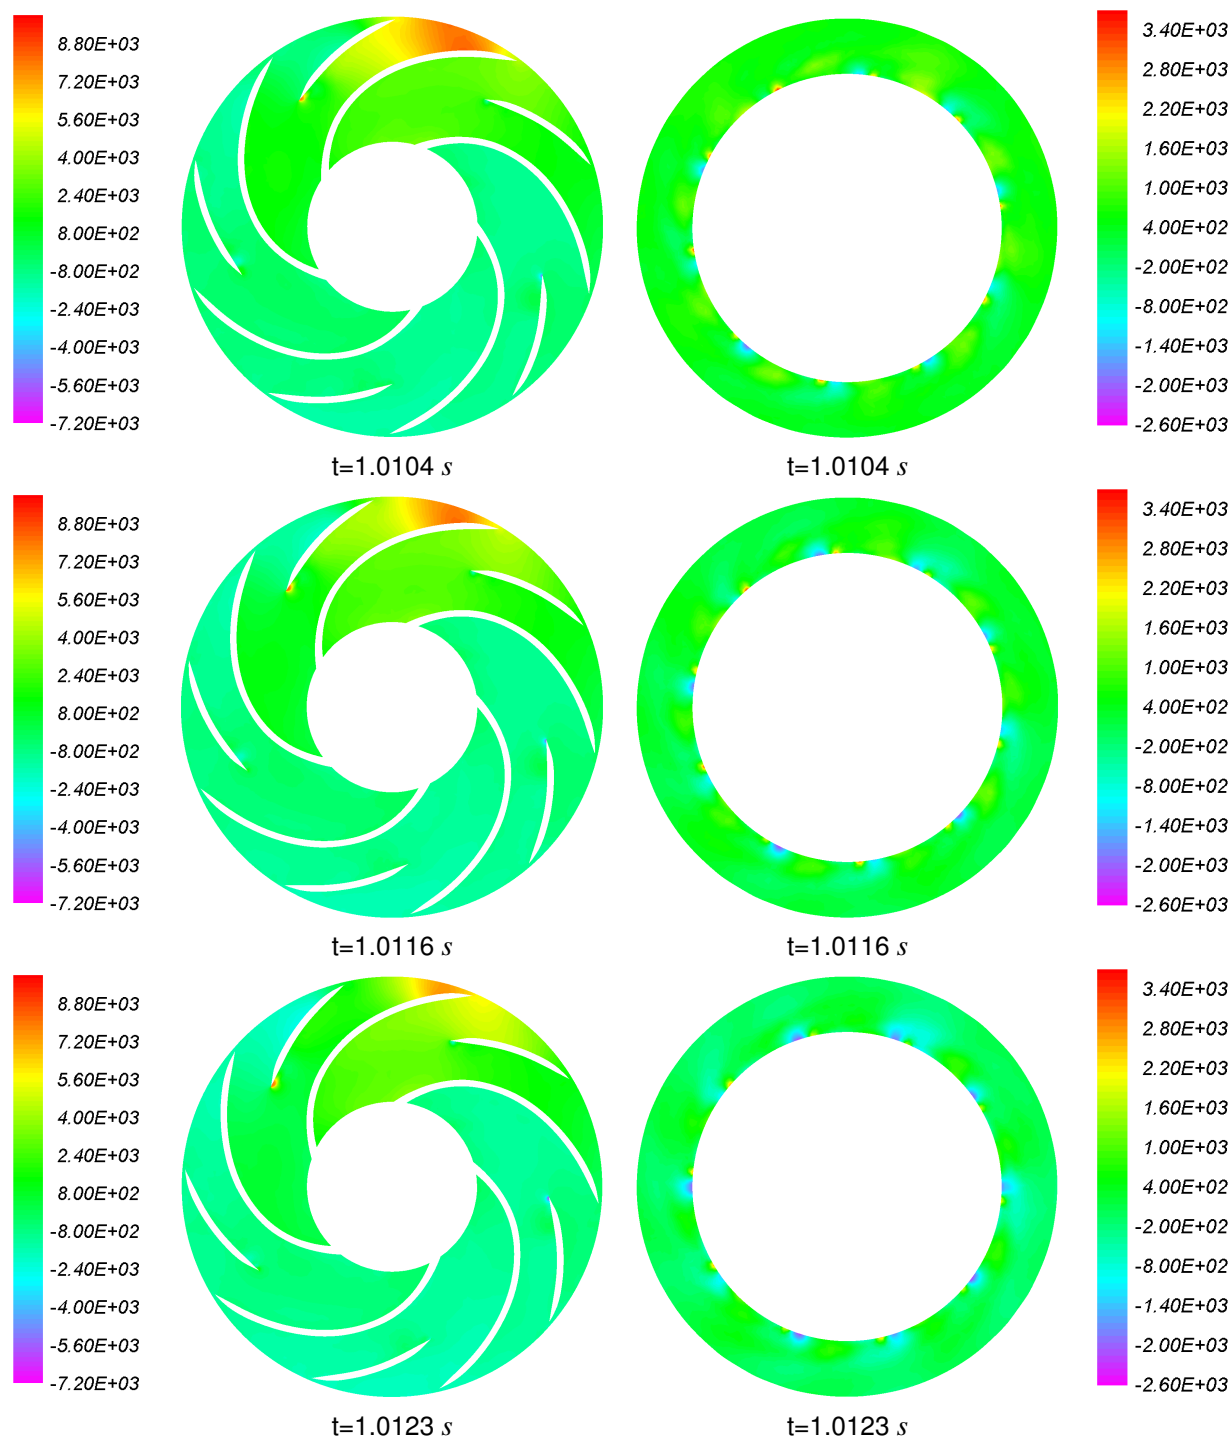 8.80E+03
7.20E+03
5.60E+03
4.00E+03
2.40E+03
8.00E+02
-8.00E+02
-2.40E+03
-4.00E+03
-5.60E+03
-7.20E+03
3.40E+03
2.80E+03
2.20E+03
1.60E+03
1.00E+03
4.00E+02
-2.00E+02
-8.00E+02
-1.40E+03
-2.00E+03
-2.60E+03
t=1.0104 s
t=1.0104 s
8.80E+03
7.20E+03
5.60E+03
4.00E+03
2.40E+03
8.00E+02
-8.00E+02
-2.40E+03
-4.00E+03
-5.60E+03
-7.20E+03
3.40E+03
2.80E+03
2.20E+03
1.60E+03
1.00E+03
4.00E+02
-2.00E+02
-8.00E+02
-1.40E+03
-2.00E+03
-2.60E+03
t=1.0116 s
t=1.0116 s
8.80E+03
7.20E+03
5.60E+03
4.00E+03
2.40E+03
8.00E+02
-8.00E+02
-2.40E+03
-4.00E+03
-5.60E+03
-7.20E+03
3.40E+03
2.80E+03
2.20E+03
1.60E+03
1.00E+03
4.00E+02
-2.00E+02
-8.00E+02
-1.40E+03
-2.00E+03
-2.60E+03
t=1.0123 s
t=1.0123 s